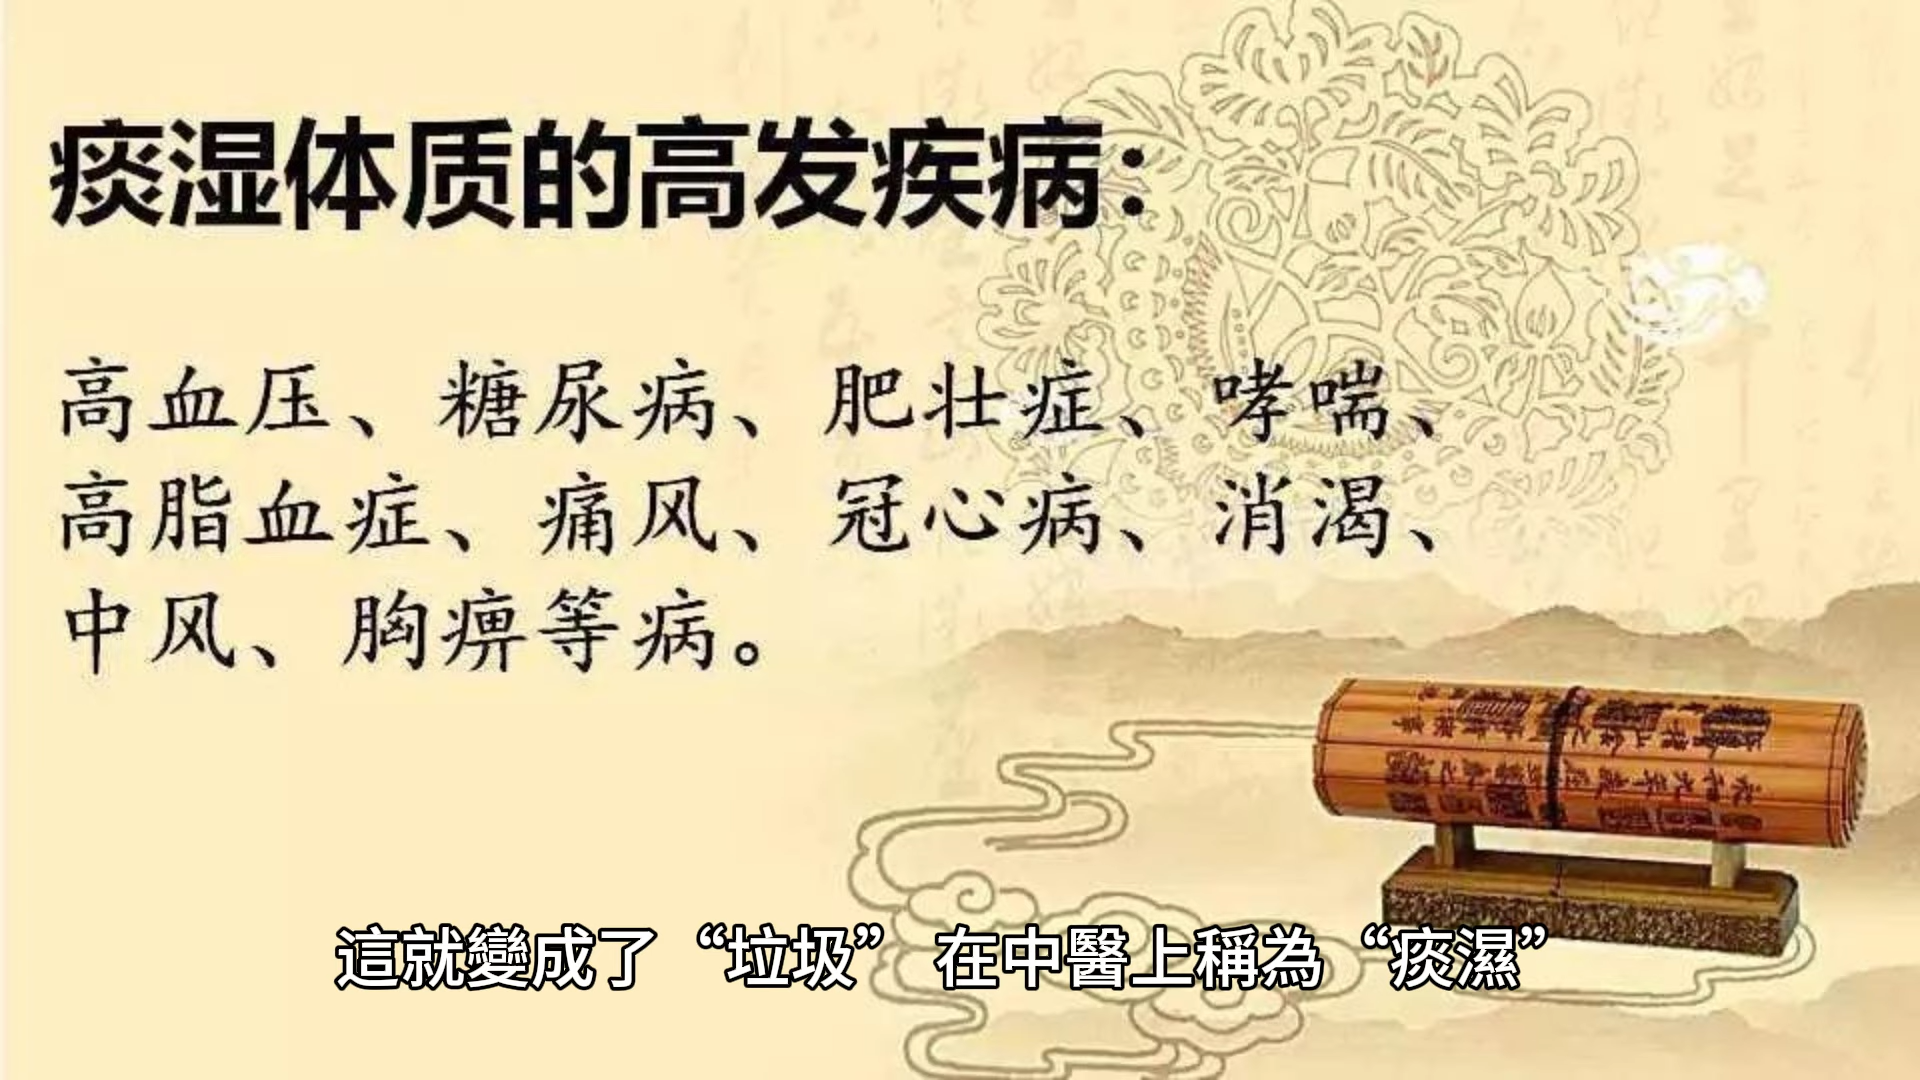 痰湿体质的高发疾病：
高血压、糖尿病、肥壮症、哮喘、
高脂血症、痛风、冠心病、消渴、
中风、胸痹等病。
這就變成了“垃圾” 在中醫上稱為“痰濕”